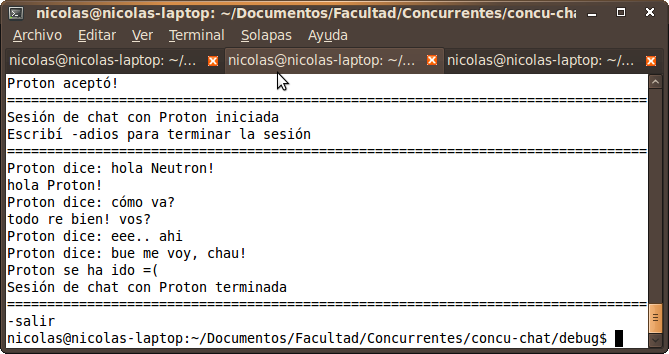 nicolas@nicolas-laptop: ~/Documentos/Facultad/Concurrentes/concu-chat
Archivo Editar Ver Terminal Solapas Ayuda
nicolas@nicolas-laptop: ~/... nicolas@nicolas-laptop: ~/... nicolas@nicolas-laptop: ~/...
Proton aceptó!
================================================================================
Sesión de chat con Proton iniciada
Escribí -adios para terminar la sesión
================================================================================
Proton dice: hola Neutron!
hola Proton!
Proton dice: cómo va?
todo re bien! vos?
Proton dice: eee.. ahi
Proton dice: bue me voy, chau!
Proton se ha ido =(
Sesión de chat con Proton terminada
================================================================================
-salir
nicolas@nicolas-laptop:~/Documentos/Facultad/Concurrentes/concu-chat/debug$